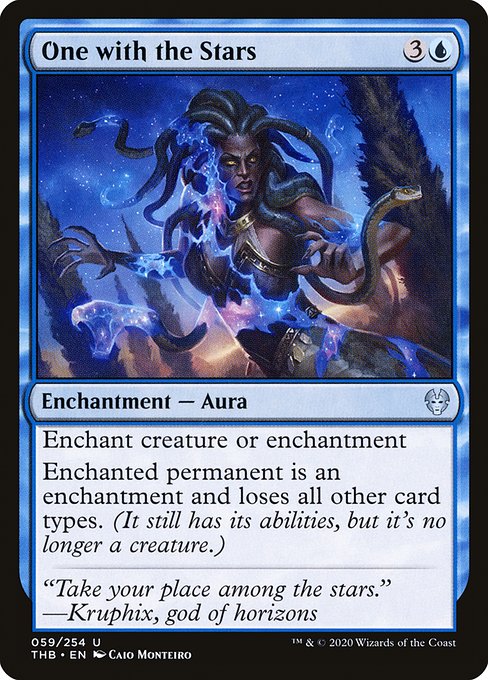 One with the Stars 3
Enchantment — Aura
Enchant creature or enchantment
Enchanted permanent is an
enchantment and loses all other card
types. (It still has its abilities, but it's no
longer a creature.)
"Take your place among the stars."
—Kruphix, god of horizons
059/254 U
THB • EN Caio Monteiro
™ & © 2020 Wizards of the Coast